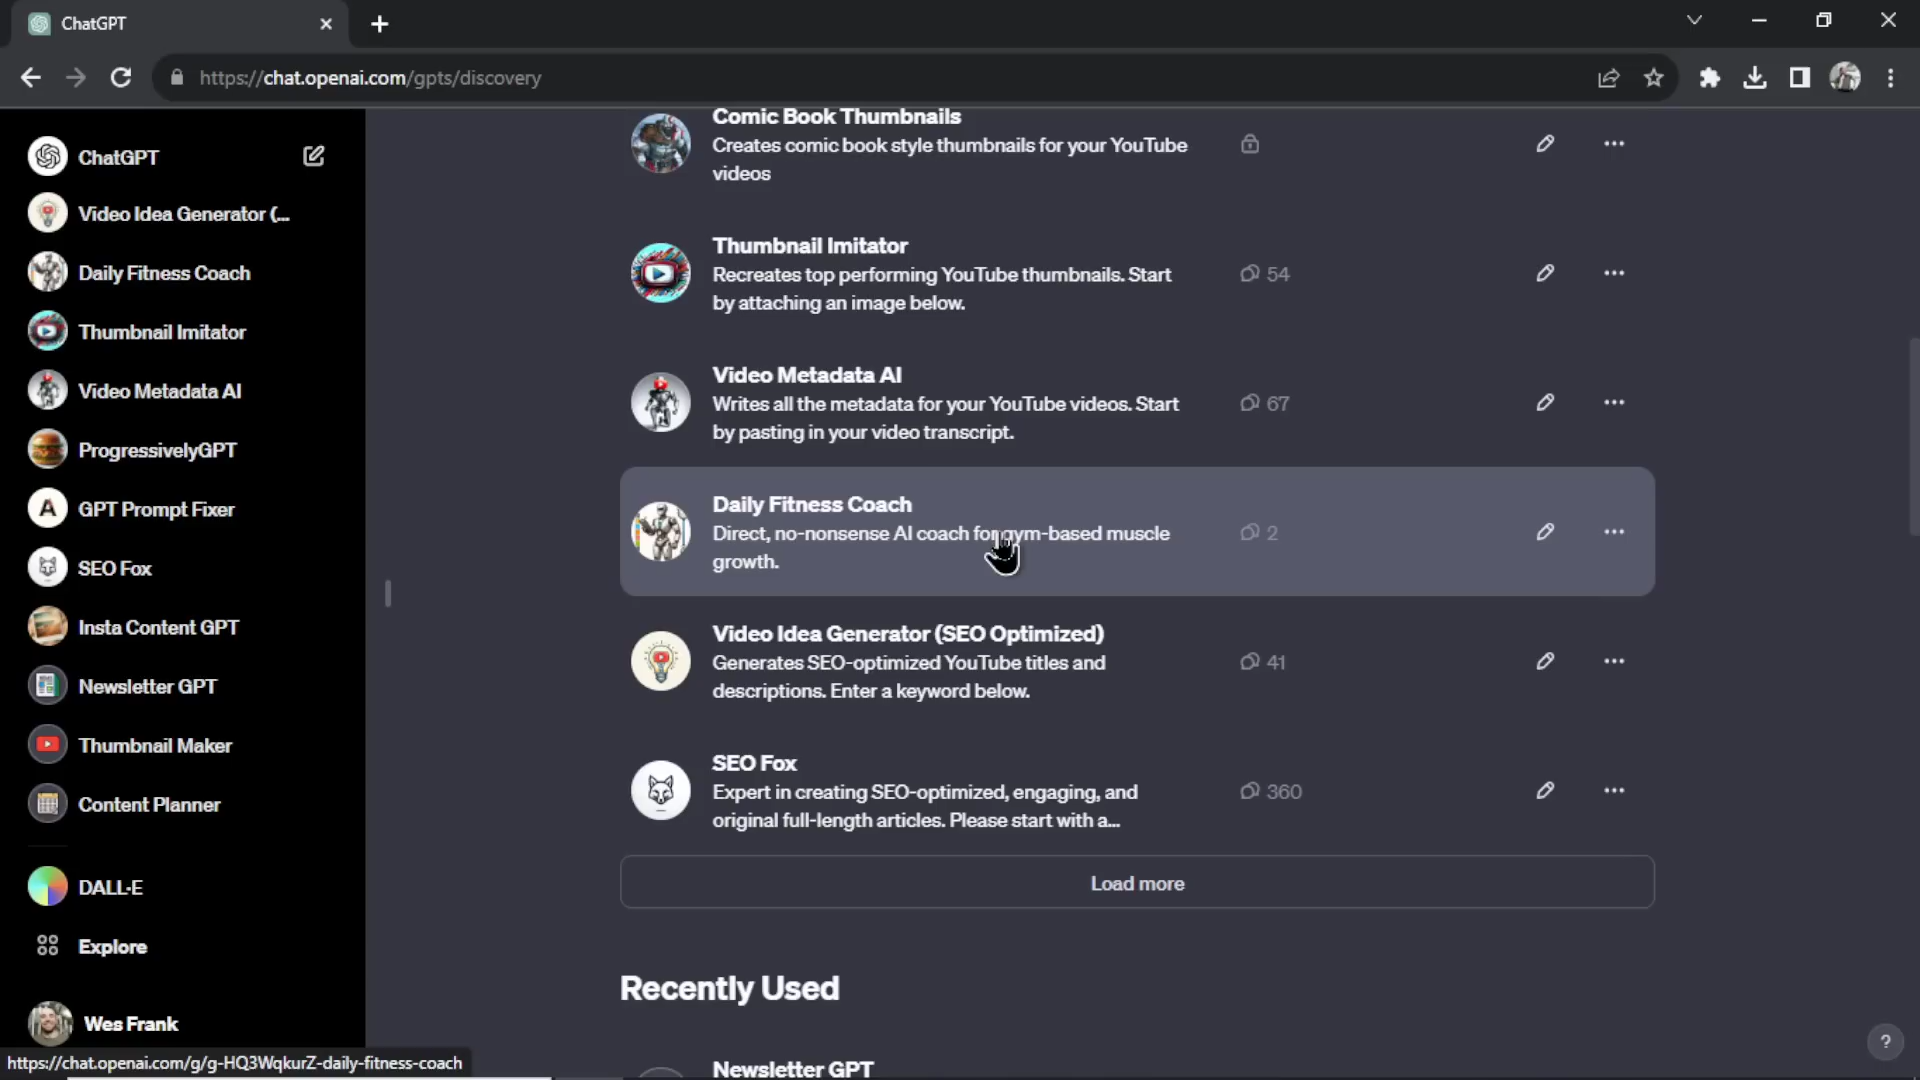 ChatGPT
https://chat.openai.com/gpts/discovery
ChatGPT
Video Idea Generator (...
Daily Fitness Coach
Thumbnail Imitator
Video Metadata AI
ProgressivelyGPT
A
GPT Prompt Fixer
SEO Fox
Insta Content GPT
Newsletter GPT
Thumbnail Maker
Content Planner
DALL·E
Explore
Wes Frank
https://chat.openai.com/g/g-HQ3WqkurZ-daily-fitness-coach
Comic Book Thumbnails
Creates comic book style thumbnails for your YouTube
videos
Thumbnail Imitator
Recreates top performing YouTube thumbnails. Start
by attaching an image below.
54
Video Metadata AI
Writes all the metadata for your YouTube videos. Start
by pasting in your video transcript.
67
Daily Fitness Coach
Direct, no-nonsense AI coach for gym-based muscle
growth.
2
Video Idea Generator (SEO Optimized)
Generates SEO-optimized YouTube titles and
descriptions. Enter a keyword below.
41
SEO Fox
Expert in creating SEO-optimized, engaging, and
original full-length articles. Please start with a...
360
Load more
Recently Used
Newsletter GPT
?